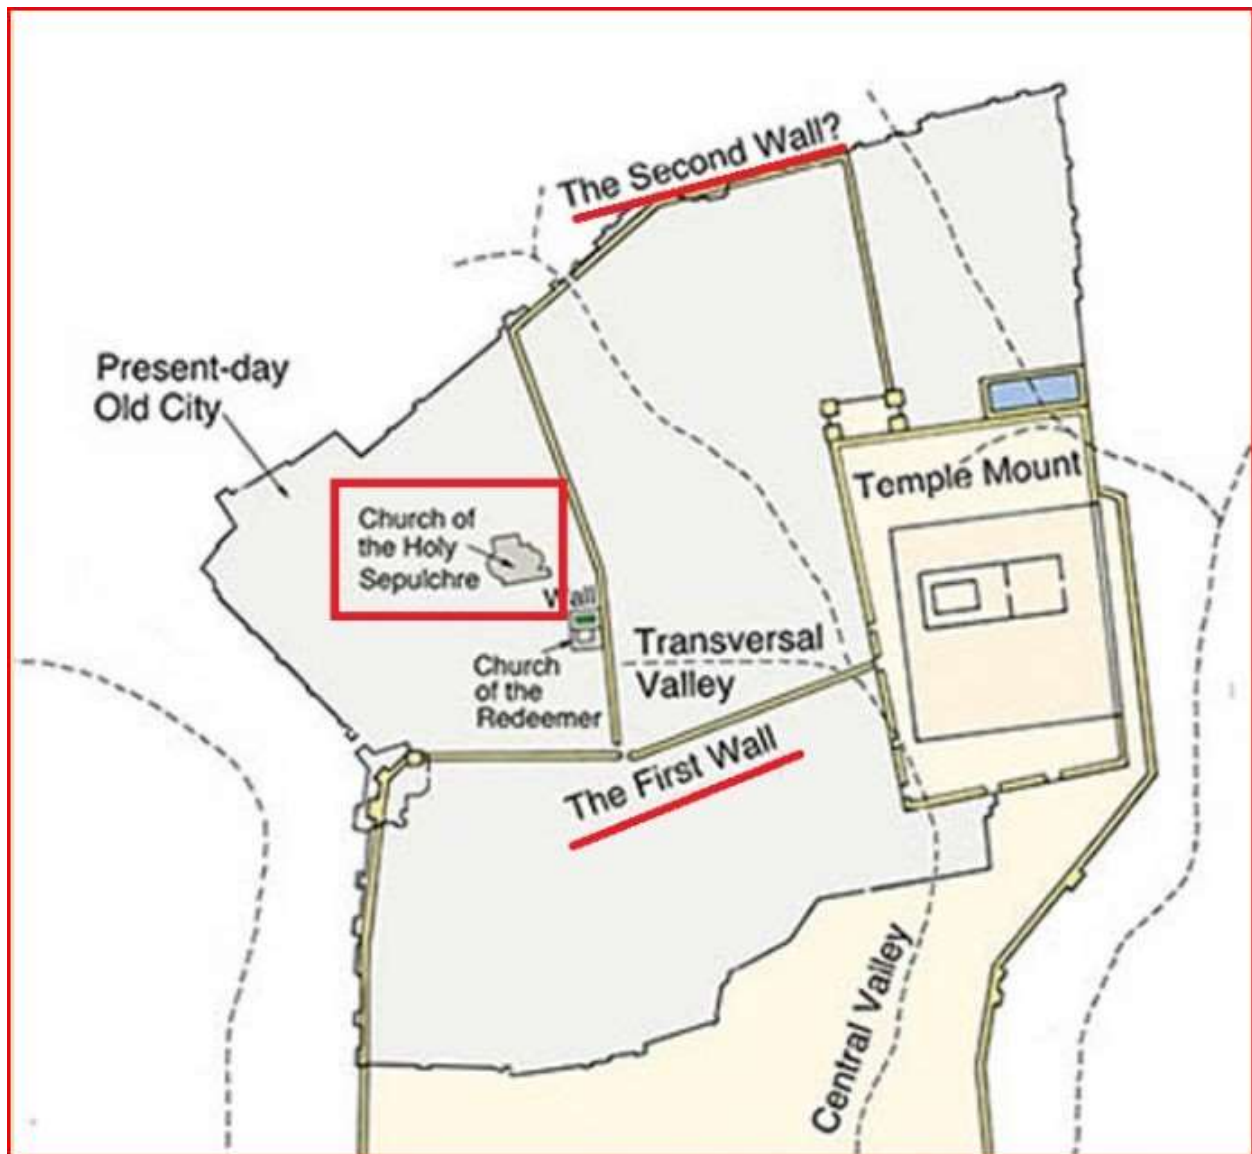 The Second Wall?
Present-day
Old City
Church of
the Holy
Sepulchre
Wall
Temple Mount
Church
of the
Redeemer
Transversal
Valley
The First Wall
Central Valley